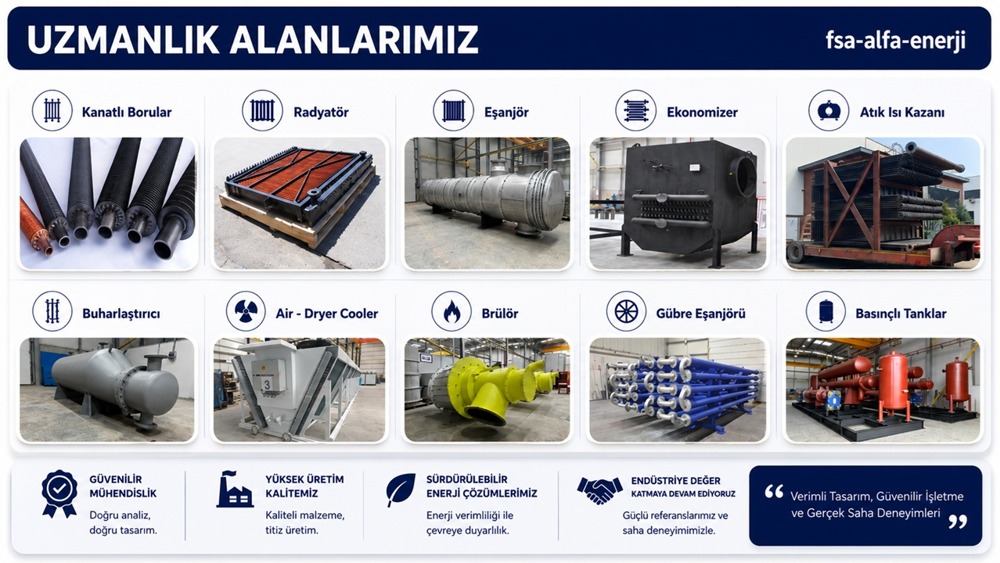 UZMANLIK ALANLARIMIZ
fsa-alfa-enerji
Kanatlı Borular
Radyatör
Eşanjör
Ekonomizer
Atık Isı Kazanı
Buharlaştırıcı
Air - Dryer Cooler
Brülör
Gübre Eşanjörü
Basınçlı Tanklar
3
GÜVENİLİR
MÜHENDİSLİK
Doğru analiz,
doğru tasarım.
YÜKSEK ÜRETİM
KALİTEMİZ
Kaliteli malzeme,
titiz üretim.
SÜRDÜRÜLEBİLİR
ENERJİ ÇÖZÜMLERİMİZ
Enerji verimliliği ile
çevreye duyarlılık.
ENDÜSTRİYE DEĞER
KATMAYA DEVAM EDİYORUZ
Güçlü referanslarımız ve
saha deneyimimizle.
“ Verimli Tasarım, Güvenilir İşletme
ve Gerçek Saha Deneyimleri ”